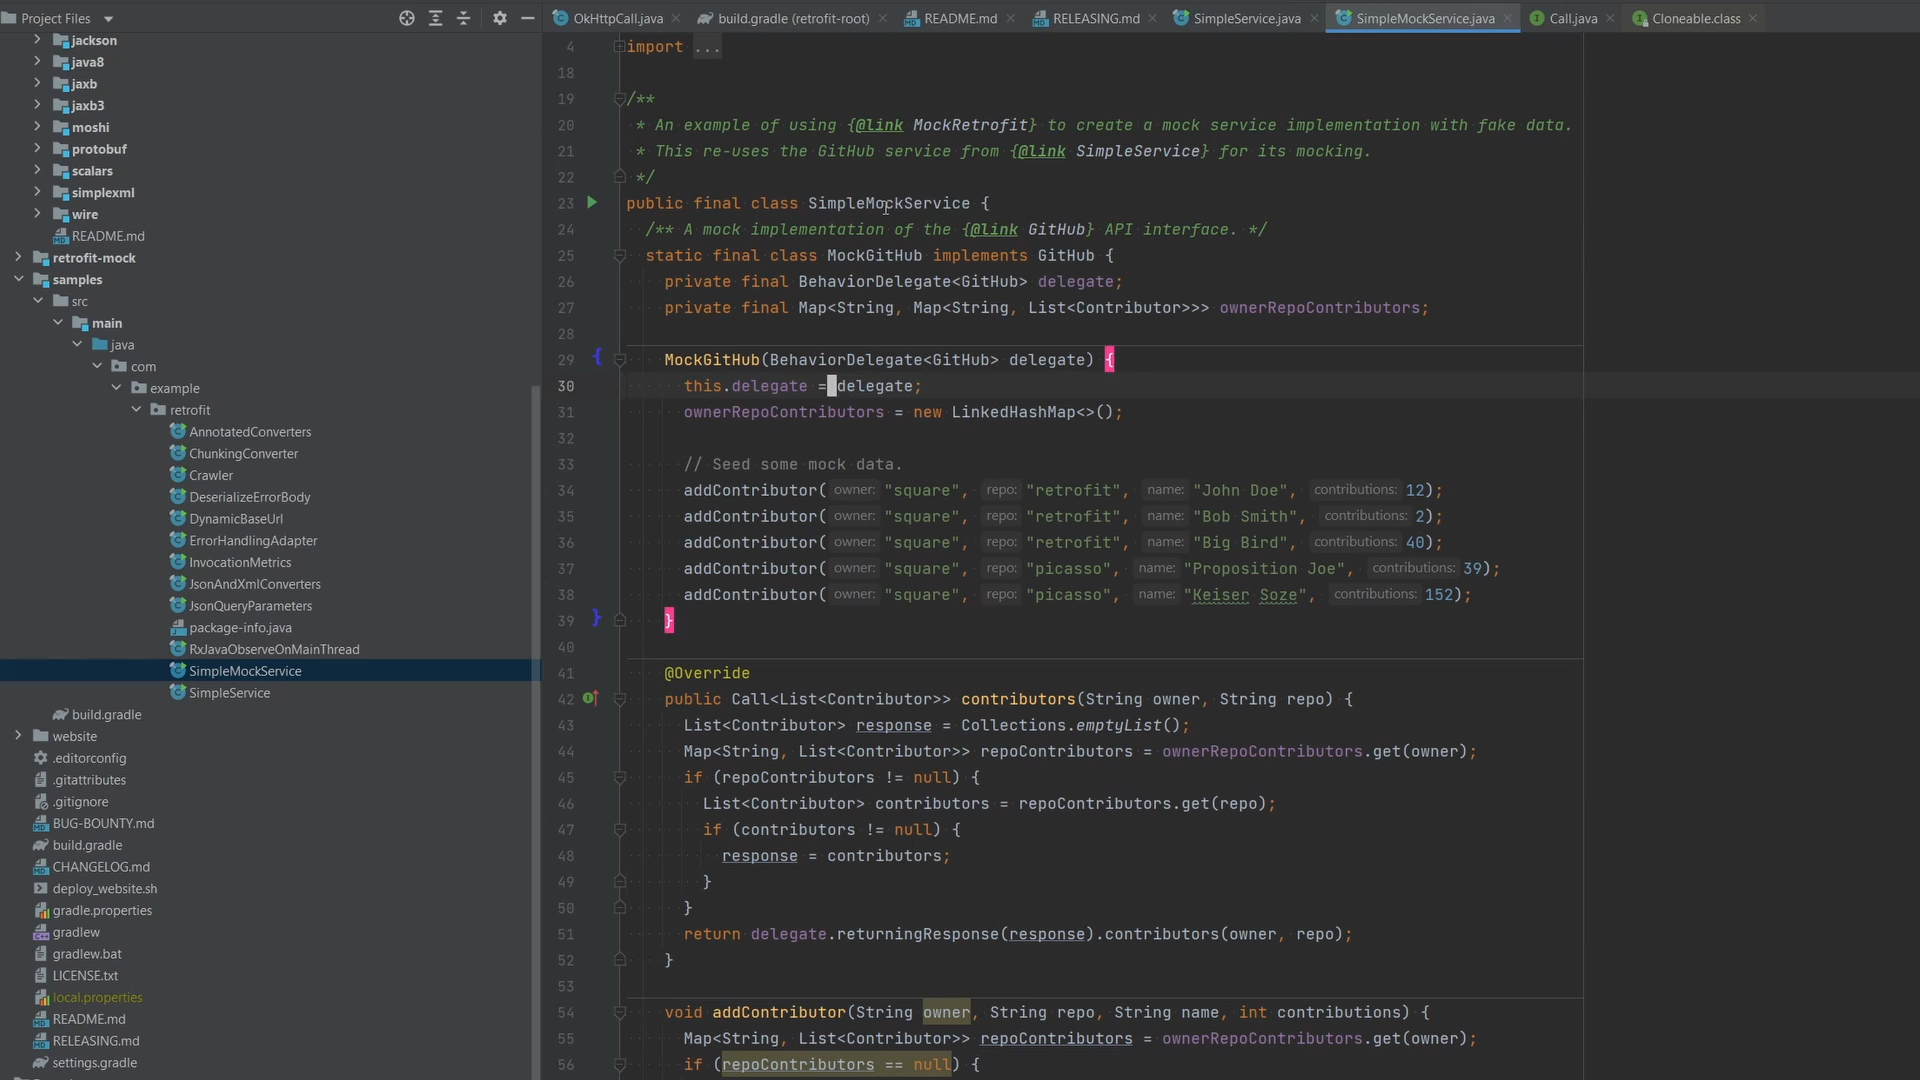 Project Files
jackson
java8
jaxb
jaxb3
moshi
protobuf
scalars
simplexml
wire
README.md
retrofit-mock
samples
src
main
java
com
example
retrofit
AnnotatedConverters
ChunkingConverter
Crawler
DeserializeErrorBody
DynamicBaseUrl
ErrorHandlingAdapter
InvocationMetrics
JsonAndXmlConverters
JsonQueryParameters
package-info.java
RxJavaObserveOnMainThread
SimpleMockService
SimpleService
build.gradle
website
.editorconfig
.gitattributes
.gitignore
BUG-BOUNTY.md
build.gradle
CHANGELOG.md
deploy_website.sh
gradle.properties
gradlew
gradlew.bat
LICENSE.txt
local.properties
README.md
RELEASING.md
settings.gradle
OkHttpCall.java build.gradle (retrofit-root) README.md RELEASING.md SimpleService.java SimpleMockService.java Call.java Cloneable.class
4 import ...
18
19 /**
20 * An example of using {@link MockRetrofit} to create a mock service implementation with fake data.
21 * This re-uses the GitHub service from {@link SimpleService} for its mocking.
22 */
23 public final class SimpleMockService {
24 /** A mock implementation of the {@link GitHub} API interface. */
25 static final class MockGitHub implements GitHub {
26 private final BehaviorDelegate<GitHub> delegate;
27 private final Map<String, Map<String, List<Contributor>>> ownerRepoContributors;
28
29 MockGitHub(BehaviorDelegate<GitHub> delegate) {
30 this.delegate = delegate;
31 ownerRepoContributors = new LinkedHashMap<>();
32
33 // Seed some mock data.
34 addContributor( owner: "square", repo: "retrofit", name: "John Doe", contributions: 12);
35 addContributor( owner: "square", repo: "retrofit", name: "Bob Smith", contributions: 2);
36 addContributor( owner: "square", repo: "retrofit", name: "Big Bird", contributions: 40);
37 addContributor( owner: "square", repo: "picasso", name: "Proposition Joe", contributions: 39);
38 addContributor( owner: "square", repo: "picasso", name: "Keiser Soze", contributions: 152);
39 }
40
41 @Override
42 public Call<List<Contributor>> contributors(String owner, String repo) {
43 List<Contributor> response = Collections.emptyList();
44 Map<String, List<Contributor>> repoContributors = ownerRepoContributors.get(owner);
45 if (repoContributors != null) {
46 List<Contributor> contributors = repoContributors.get(repo);
47 if (contributors != null) {
48 response = contributors;
49 }
50 }
51 return delegate.returningResponse(response).contributors(owner, repo);
52 }
53
54 void addContributor(String owner, String repo, String name, int contributions) {
55 Map<String, List<Contributor>> repoContributors = ownerRepoContributors.get(owner);
56 if (repoContributors == null) {